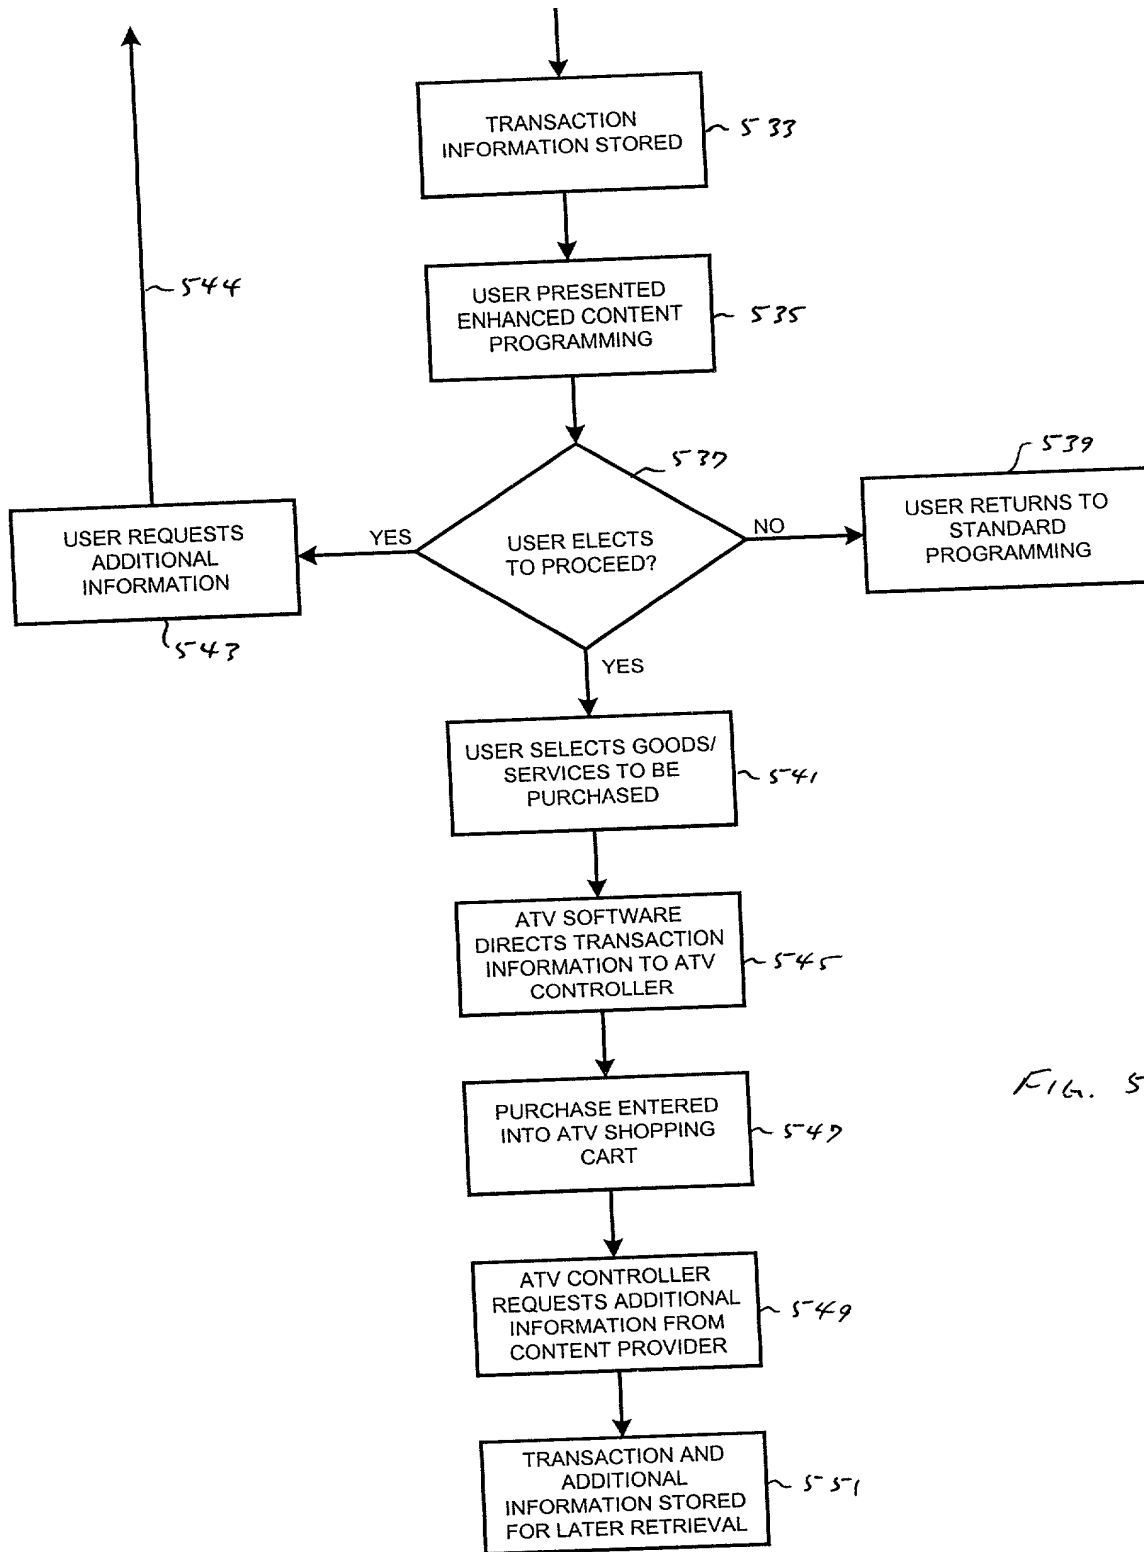 TRANSACTION
INFORMATION STORED
533
USER PRESENTED
ENHANCED CONTENT
PROGRAMMING
535
544
537
539
USER REQUESTS
ADDITIONAL
INFORMATION
543
YES
USER ELECTS
TO PROCEED?
NO
USER RETURNS TO
STANDARD
PROGRAMMING
YES
USER SELECTS GOODS/
SERVICES TO BE
PURCHASED
541
ATV SOFTWARE
DIRECTS TRANSACTION
INFORMATION TO ATV
CONTROLLER
545
PURCHASE ENTERED
INTO ATV SHOPPING
CART
547
FIG. 5
ATV CONTROLLER
REQUESTS ADDITIONAL
INFORMATION FROM
CONTENT PROVIDER
549
TRANSACTION AND
ADDITIONAL
INFORMATION STORED
FOR LATER RETRIEVAL
551